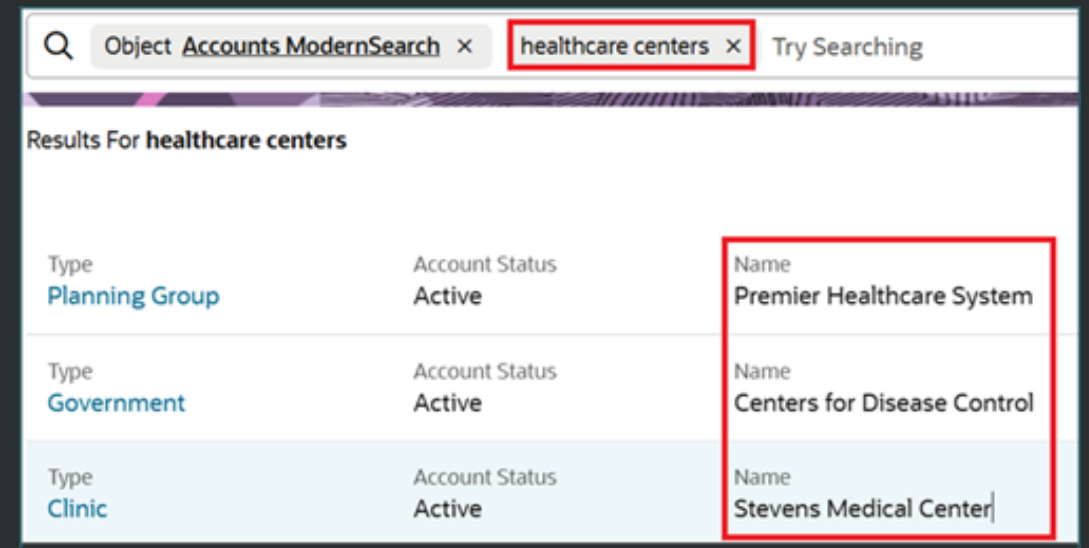 Object Accounts ModernSearch × healthcare centers × Try Searching
Results For healthcare centers
Type Account Status Name
Planning Group Active Premier Healthcare System
Type Account Status Name
Government Active Centers for Disease Control
Type Account Status Name
Clinic Active Stevens Medical Center